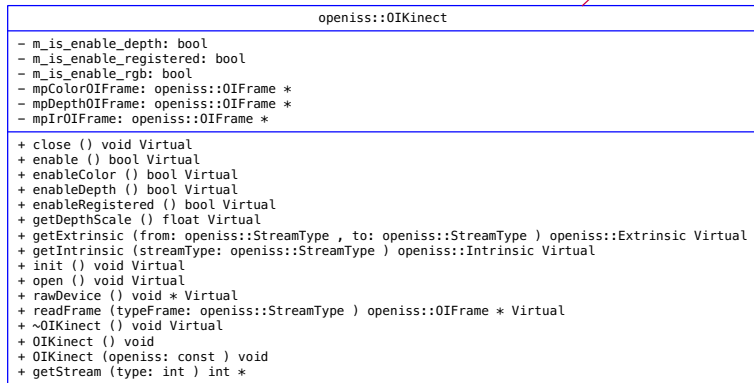 openiss::OIKinect
- m_is_enable_depth: bool
- m_is_enable_registered: bool
- m_is_enable_rgb: bool
- mpColorOIFrame: openiss::OIFrame *
- mpDepthOIFrame: openiss::OIFrame *
- mpIrOIFrame: openiss::OIFrame *
+ close () void Virtual
+ enable () bool Virtual
+ enableColor () bool Virtual
+ enableDepth () bool Virtual
+ enableRegistered () bool Virtual
+ getDepthScale () float Virtual
+ getExtrinsic (from: openiss::StreamType , to: openiss::StreamType ) openiss::Extrinsic Virtual
+ getIntrinsic (streamType: openiss::StreamType ) openiss::Intrinsic Virtual
+ init () void Virtual
+ open () void Virtual
+ rawDevice () void * Virtual
+ readFrame (typeFrame: openiss::StreamType ) openiss::OIFrame * Virtual
+ ~OIKinect () void Virtual
+ OIKinect () void
+ OIKinect (openiss: const ) void
+ getStream (type: int ) int *